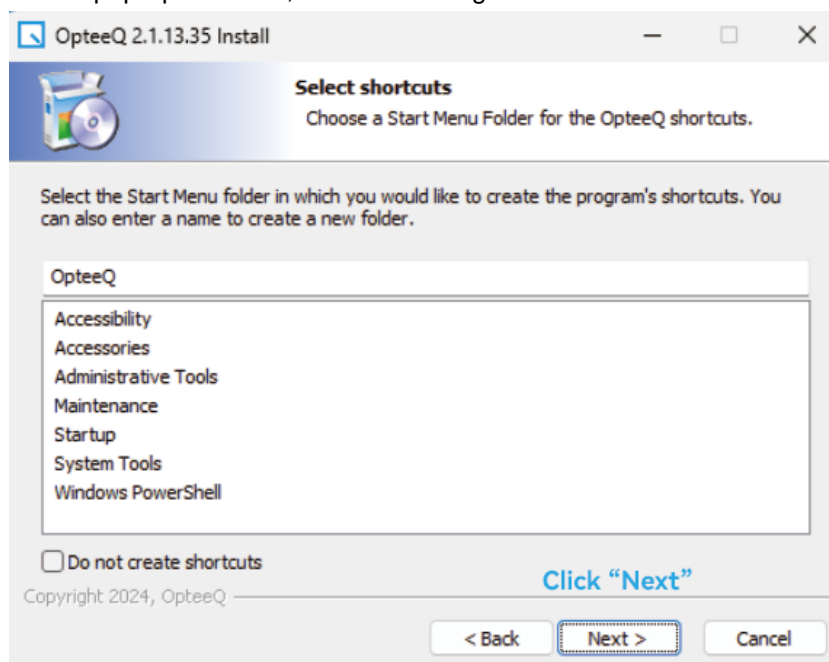 OpteeQ 2.1.13.35 Install
Select shortcuts
Choose a Start Menu Folder for the OpteeQ shortcuts.
Select the Start Menu folder in which you would like to create the program's shortcuts. You
can also enter a name to create a new folder.
OpteeQ
Accessibility
Accessories
Administrative Tools
Maintenance
Startup
System Tools
Windows PowerShell
Do not create shortcuts
Click “Next”
Copyright 2024, OpteeQ
< Back Next > Cancel